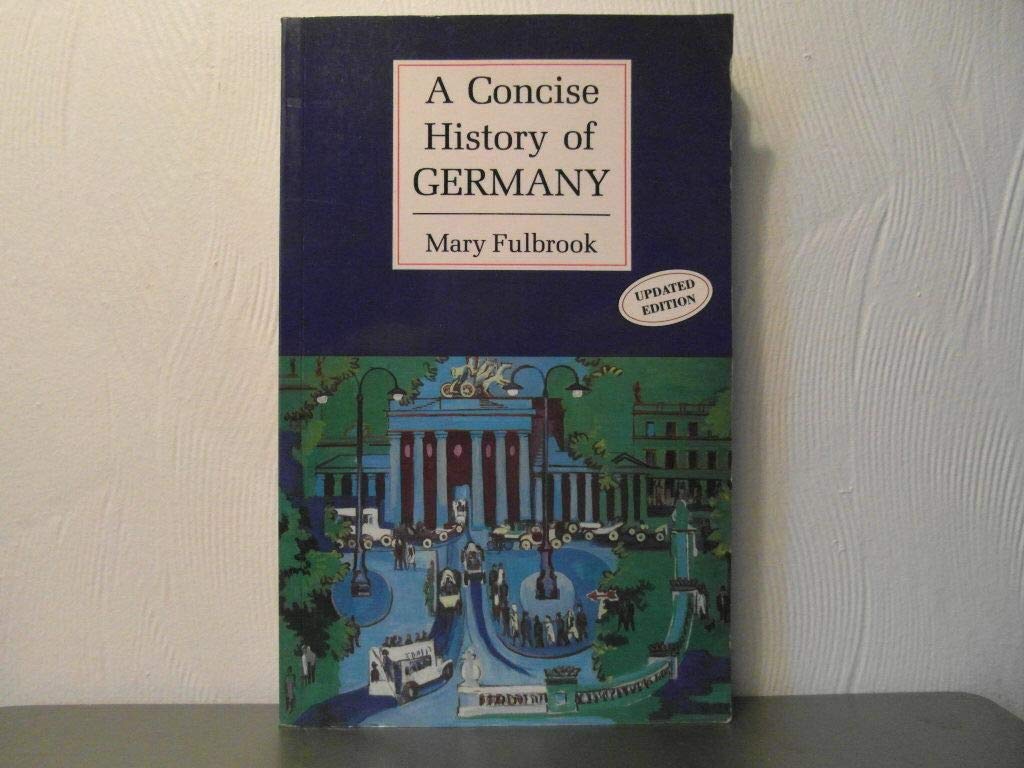 A Concise
History of
GERMANY
Mary Fulbrook
UPDATED
EDITION